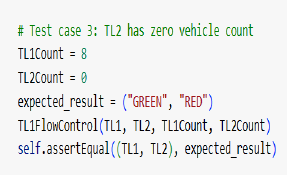 # Test case 3: TL2 has zero vehicle count
TL1Count = 8
TL2Count = 0
expected_result = ("GREEN", "RED")
TL1FlowControl(TL1, TL2, TL1Count, TL2Count)
self.assertEqual((TL1, TL2), expected_result)